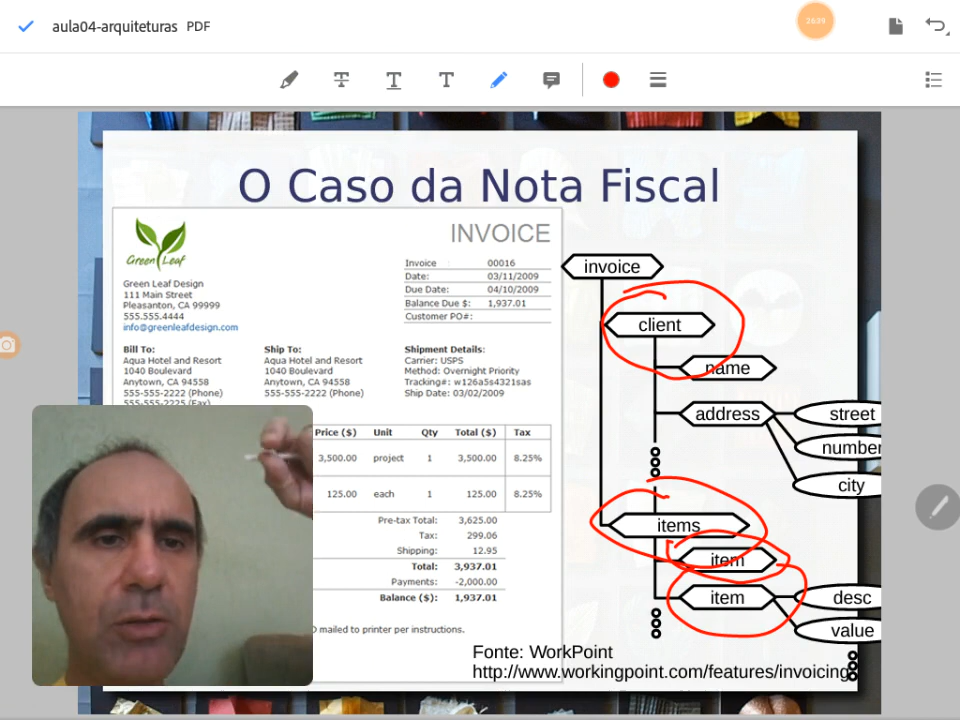 aula04-arquiteturas PDF
26:39
O Caso da Nota Fiscal
Green Leaf
INVOICE
Invoice : 00016
Date: 03/11/2009
Due Date: 04/10/2009
Balance Due $: 1,937.01
Customer PO#:
Green Leaf Design
111 Main Street
Pleasanton, CA 99999
555.555.4444
info@greenleafdesign.com
Bill To:
Aqua Hotel and Resort
1040 Boulevard
Anytown, CA 94558
555-555-2222 (Phone)
555-555-2225 (Fax)
Ship To:
Aqua Hotel and Resort
1040 Boulevard
Anytown, CA 94558
555-555-2222 (Phone)
Shipment Details:
Carrier: USPS
Method: Overnight Priority
Tracking#: w126a5s4321sas
Ship Date: 03/02/2009
Price ($) Unit Qty Total ($) Tax
3,500.00 project 1 3,500.00 8.25%
125.00 each 1 125.00 8.25%
Pre-tax Total: 3,625.00
Tax: 299.06
Shipping: 12.95
Total: 3,937.01
Payments: -2,000.00
Balance ($): 1,937.01
mailed to printer per instructions.
invoice
client
name
address
street
number
city
items
item
item
desc
value
Fonte: WorkPoint
http://www.workingpoint.com/features/invoicing